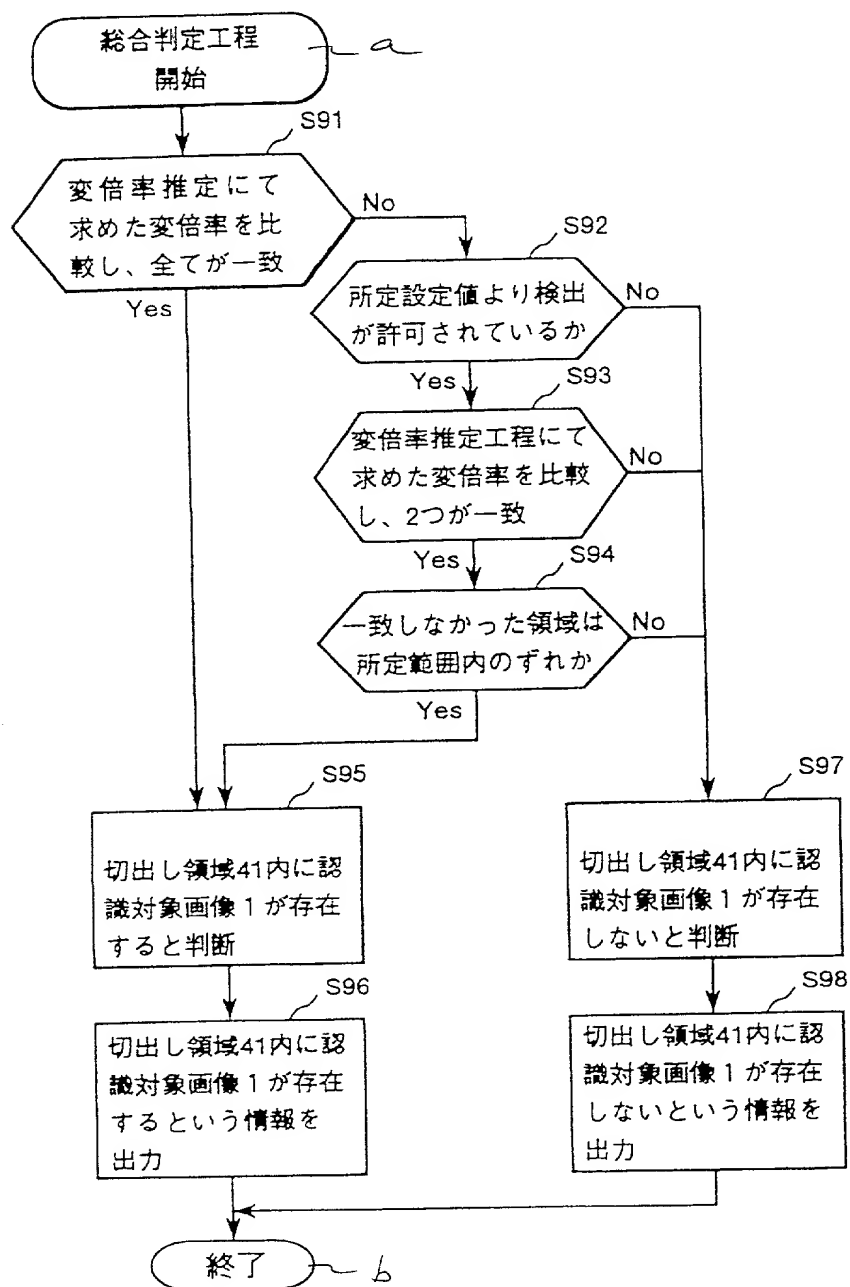 総合判定工程
開始
a
S91
変倍率推定にて
求めた変倍率を比
較し、全てが一致
No
Yes
S92
所定設定値より検出
が許可されているか
No
Yes
S93
変倍率推定工程にて
求めた変倍率を比較
し、2つが一致
No
Yes
S94
一致しなかった領域は
所定範囲内のずれか
No
Yes
S95
切出し領域41内に認
識対象画像1が存在
すると判断
S97
切出し領域41内に認
識対象画像1が存在
しないと判断
S96
切出し領域41内に認
識対象画像1が存在
するという情報を
出力
S98
切出し領域41内に認
識対象画像1が存在
しないという情報を
出力
終了
b